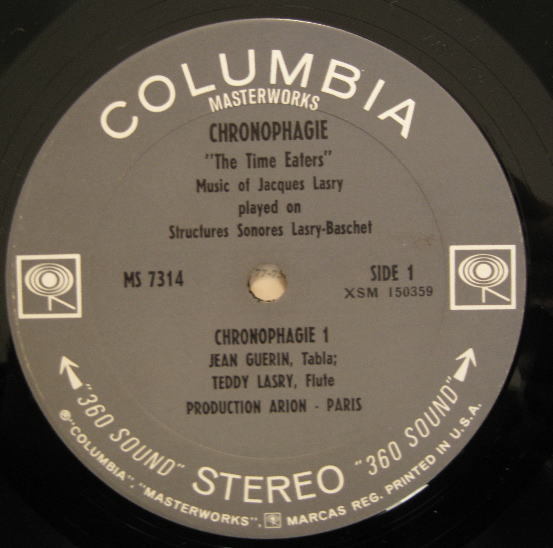 COLUMBIA
MASTERWORKS
CHRONOPHAGIE
"The Time Eaters"
Music of Jacques Lasry
played on
Structures Sonores Lasry-Baschet
MS 7314
SIDE 1
XSM 150359
CHRONOPHAGIE 1
JEAN GUERIN, Tabla;
TEDDY LASRY, Flute
PRODUCTION ARION - PARIS
"360 SOUND" STEREO "360 SOUND"
®"COLUMBIA", "MASTERWORKS", MARCAS REG. PRINTED IN U.S.A.